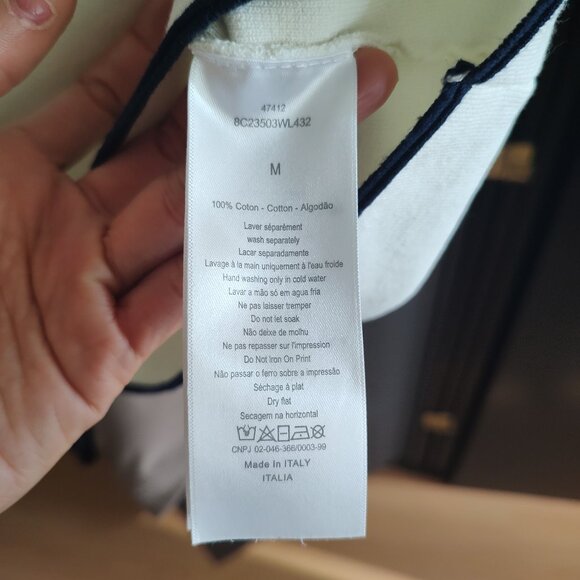 47412
8C23503WL432
M
100% Coton - Cotton - Algodão
Laver séparément
wash separately
Lacar separadamente
Lavage à la main uniquement à l'eau froide
Hand washing only in cold water
Lavar a mão só em agua fria
Ne pas laisser tremper
Do not let soak
Não deixe de molhu
Ne pas repasser sur l'impression
Do Not Iron On Print
Não passar o ferro sobre a impressão
Séchage à plat
Dry flat
Secagem na horizontal
CNPJ 02-046-366/0003-99
Made in ITALY
ITALIA